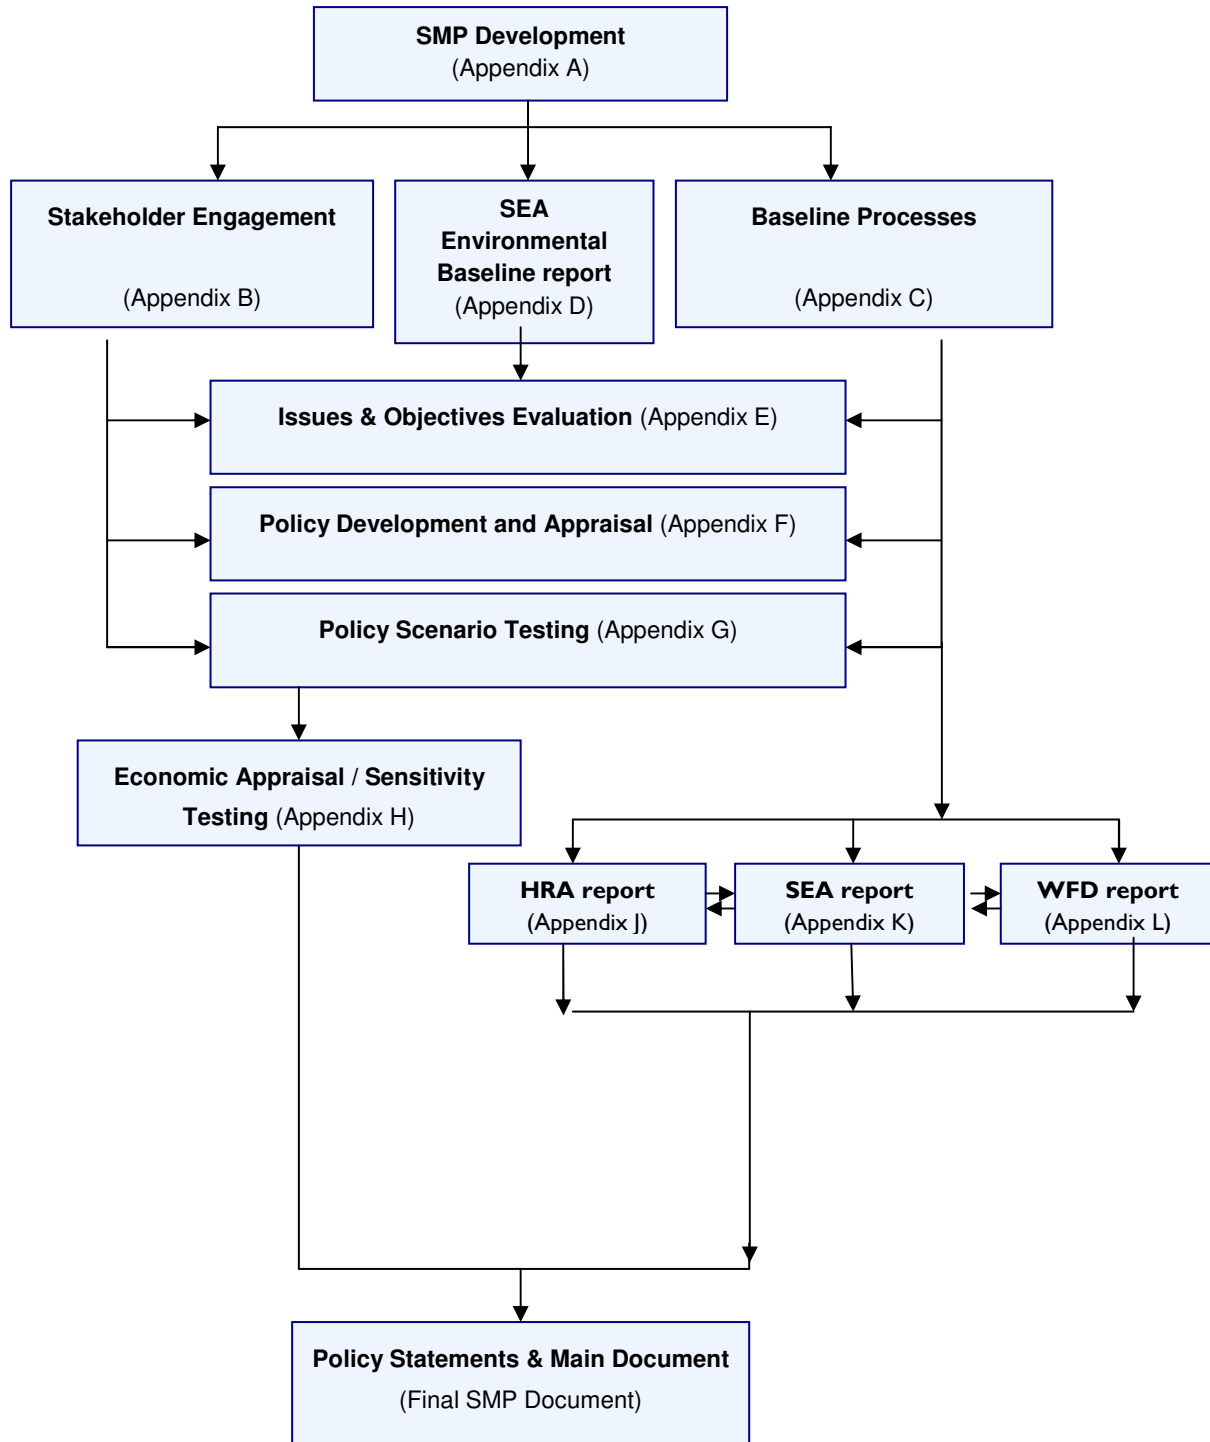 SMP Development
(Appendix A)
Stakeholder Engagement
(Appendix B)
SEA
Environmental
Baseline report
(Appendix D)
Baseline Processes
(Appendix C)
Issues & Objectives Evaluation (Appendix E)
Policy Development and Appraisal (Appendix F)
Policy Scenario Testing (Appendix G)
Economic Appraisal / Sensitivity
Testing (Appendix H)
HRA report
(Appendix J)
SEA report
(Appendix K)
WFD report
(Appendix L)
Policy Statements & Main Document
(Final SMP Document)